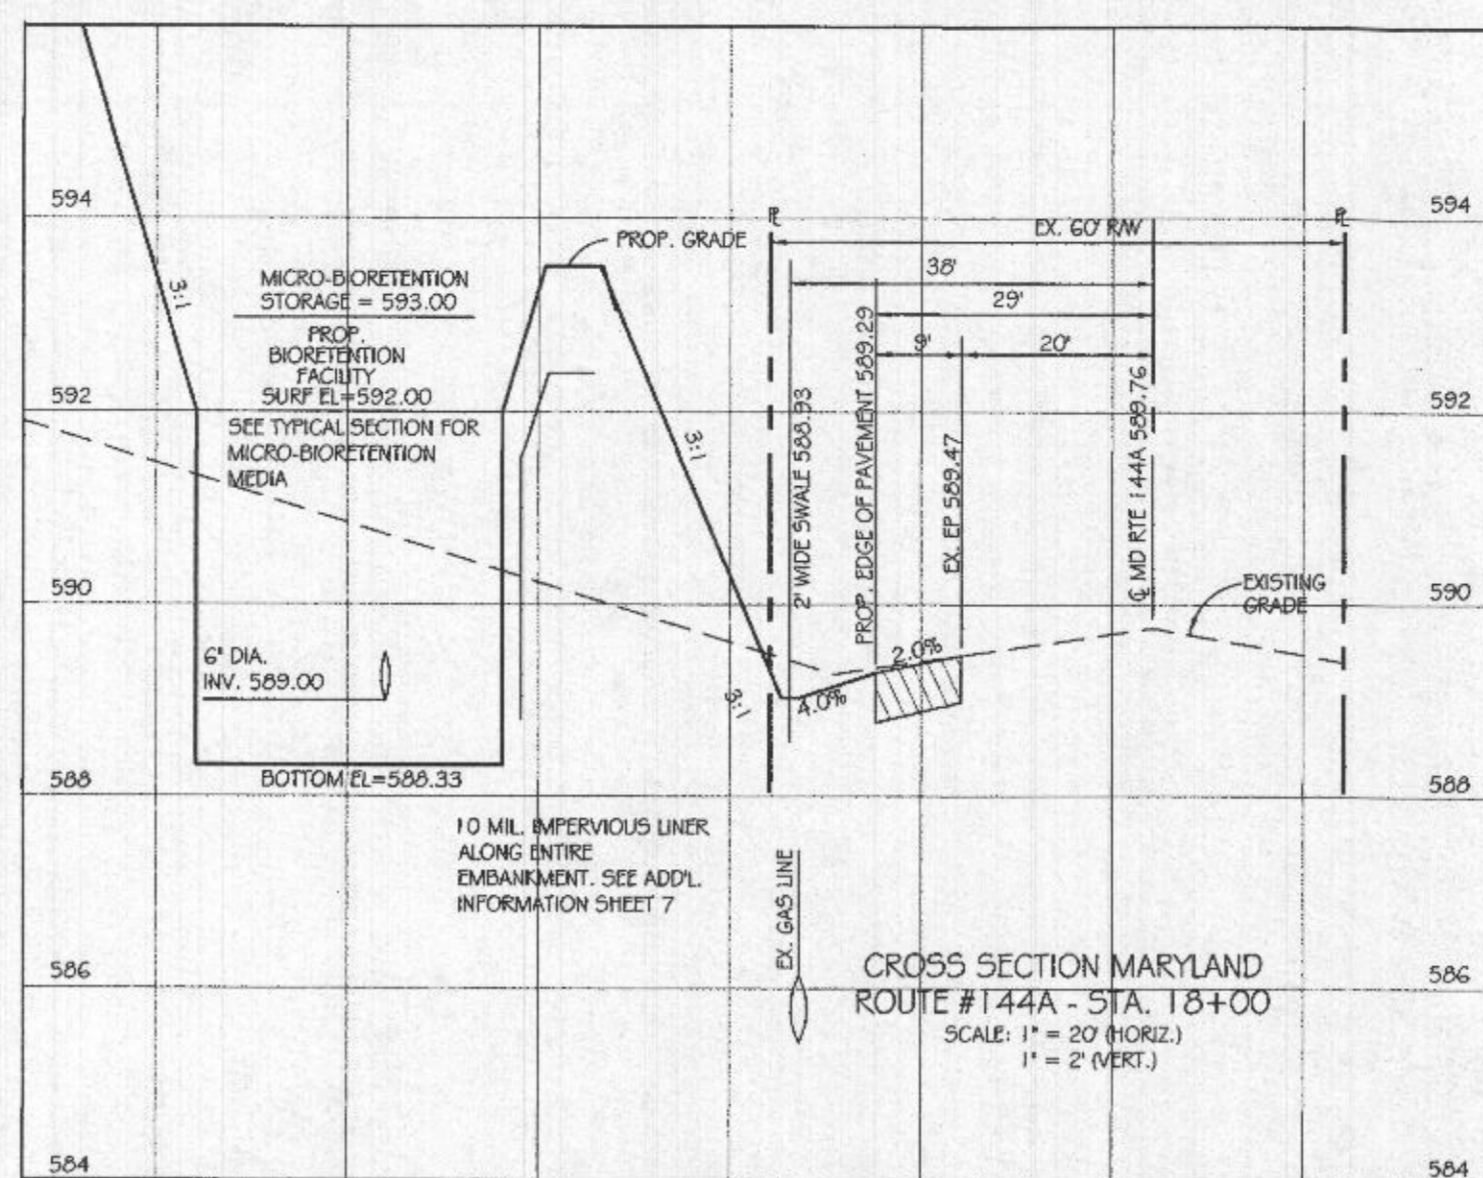 594
594
℄
℄
PROP. GRADE
EX. 60' R/W
38'
29'
9'
20'
3:1
MICRO-BIORETENTION
STORAGE = 593.00
PROP.
BIORETENTION
FACILITY
SURF EL=592.00
592
592
SEE TYPICAL SECTION FOR
MICRO-BIORETENTION
MEDIA
3:1
2' WIDE SWALE 588.93
PROP. EDGE OF PAVEMENT 589.29
EX. EP 589.47
℄ MD RTE 144A 589.76
590
590
EXISTING
GRADE
6" DIA.
INV. 589.00
2.0%
4.0%
3:1
588
588
BOTTOM EL=588.33
10 MIL. IMPERVIOUS LINER
ALONG ENTIRE
EMBANKMENT. SEE ADD'L.
INFORMATION SHEET 7
EX. GAS LINE
586
586
CROSS SECTION MARYLAND
ROUTE #144A - STA. 18+00
SCALE: 1" = 20' (HORIZ.)
1" = 2' (VERT.)
584
584